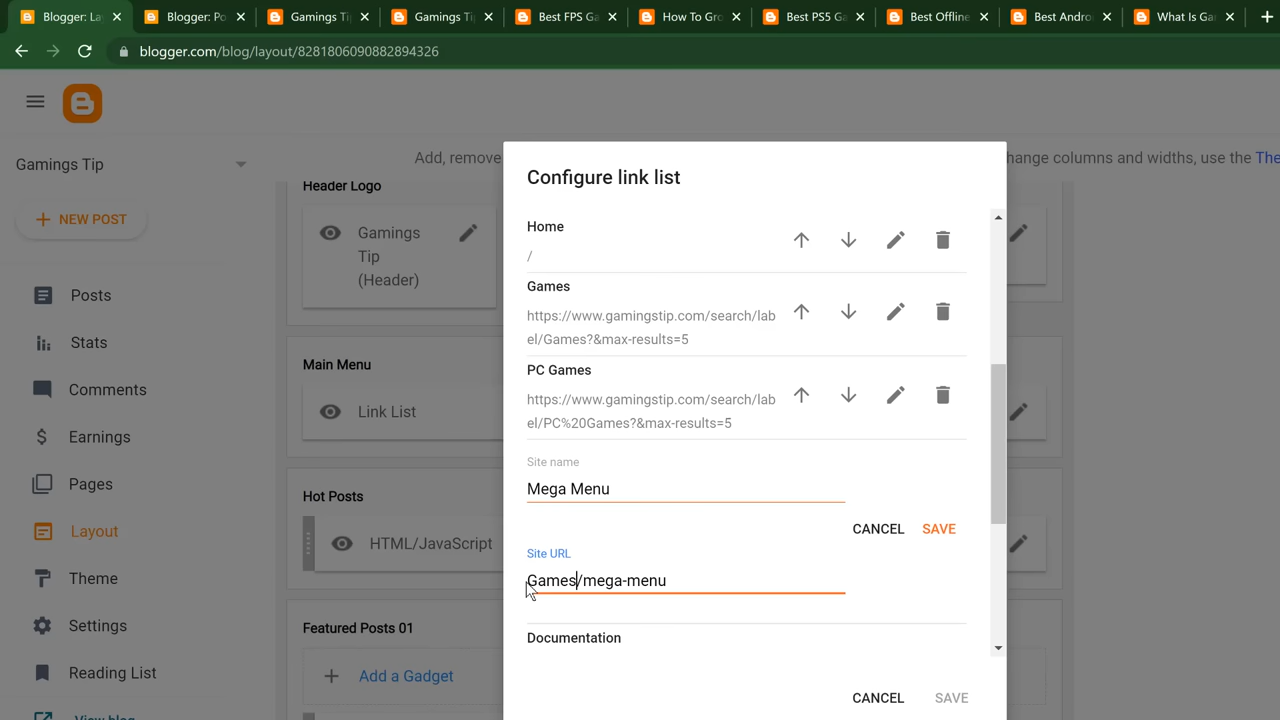 Blogger: La
Blogger: Po
Gamings Ti
Gamings T
Best FPS Ga
How To Gro
Best PS5 Ga
Best Offline
Best Andro
What Is Ga
blogger.com/blog/layout/8281806090882894326
Gamings Tip
Add, remove
hange columns and widths, use the The
NEW POST
Posts
Stats
Comments
Earnings
Pages
Layout
Theme
Settings
Reading List
View blog
Header Logo
Gamings
Tip
(Header)
Main Menu
Link List
Hot Posts
HTML/JavaScript
Featured Posts 01
Add a Gadget
Configure link list
Home
/
Games
https://www.gamingstip.com/search/lab
el/Games?&max-results=5
PC Games
https://www.gamingstip.com/search/lab
el/PC%20Games?&max-results=5
Site name
Mega Menu
CANCEL SAVE
Site URL
Games/mega-menu
Documentation
CANCEL SAVE